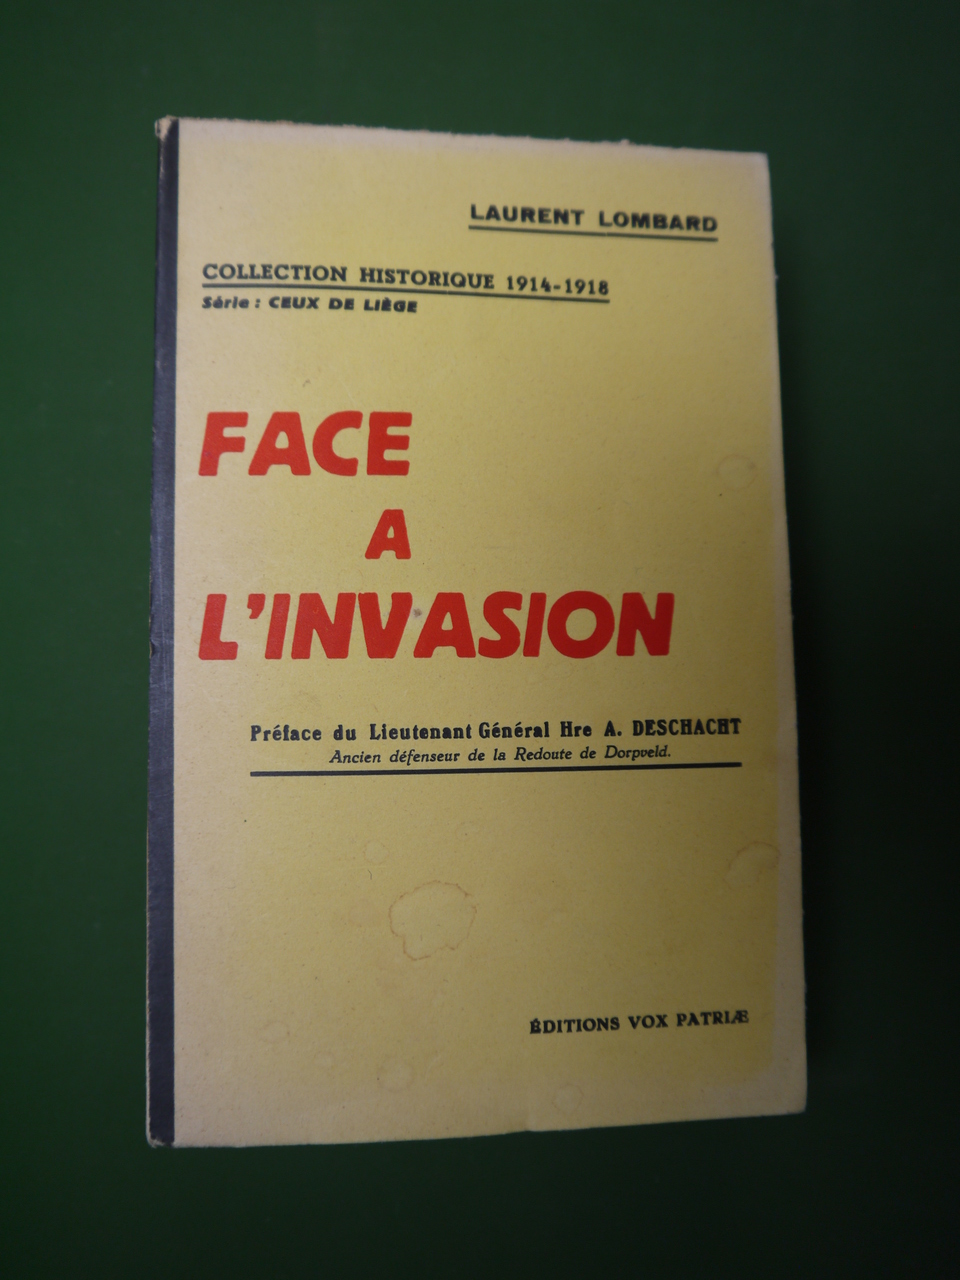 LAURENT LOMBARD
COLLECTION HISTORIQUE 1914-1918
Série : CEUX DE LIÈGE
FACE
A
L'INVASION
Préface du Lieutenant Général Hre A. DESCHACHT
Ancien défenseur de la Redoute de Dorpveld.
ÉDITIONS VOX PATRIÆ